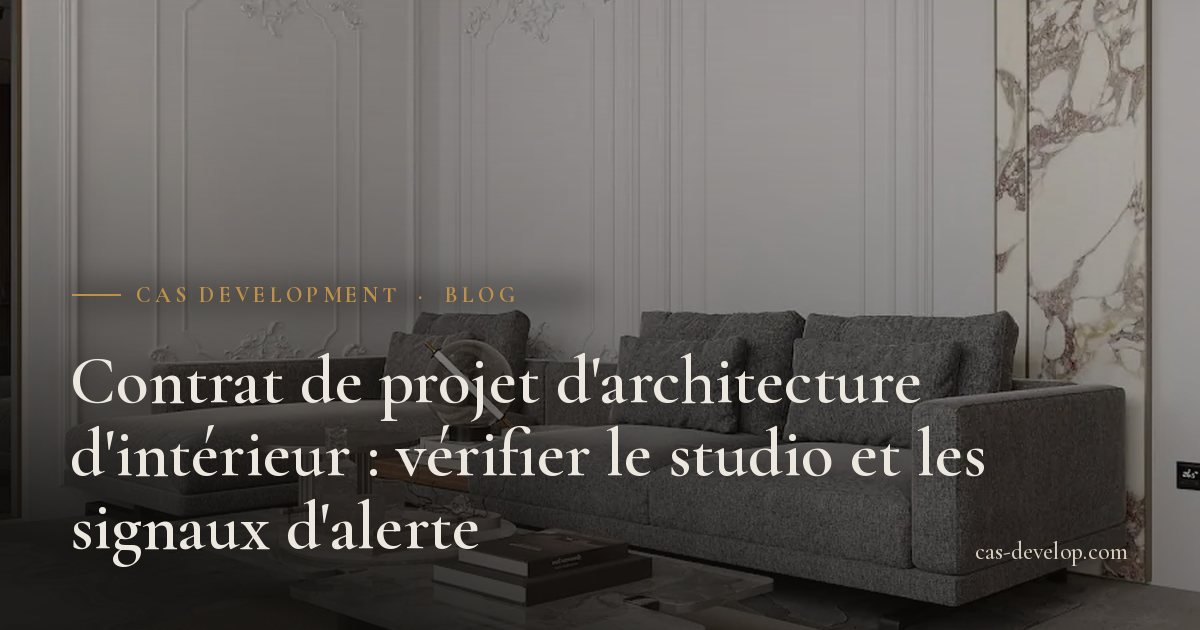 CAS DEVELOPMENT · BLOG
Contrat de projet d'architecture
d'intérieur : vérifier le studio et les
signaux d'alerte
cas-develop.com